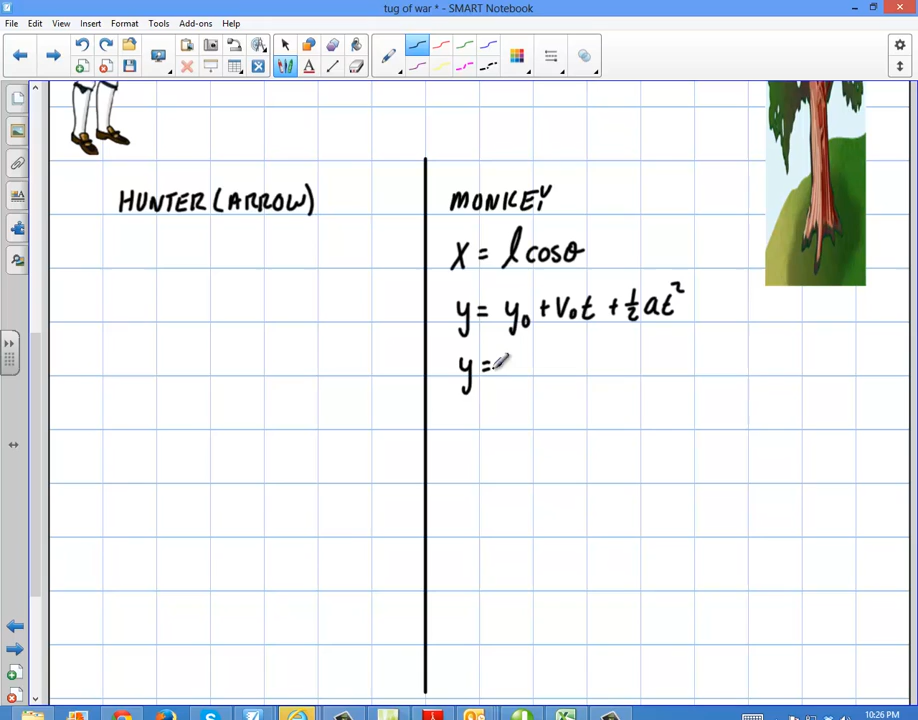 tug of war * - SMART Notebook
File Edit View Insert Format Tools Add-ons Help
HUNTER (ARROW)
MONKEY
x = l cosθ
y = y₀ + v₀t + ½at²
y =
10:26 PM